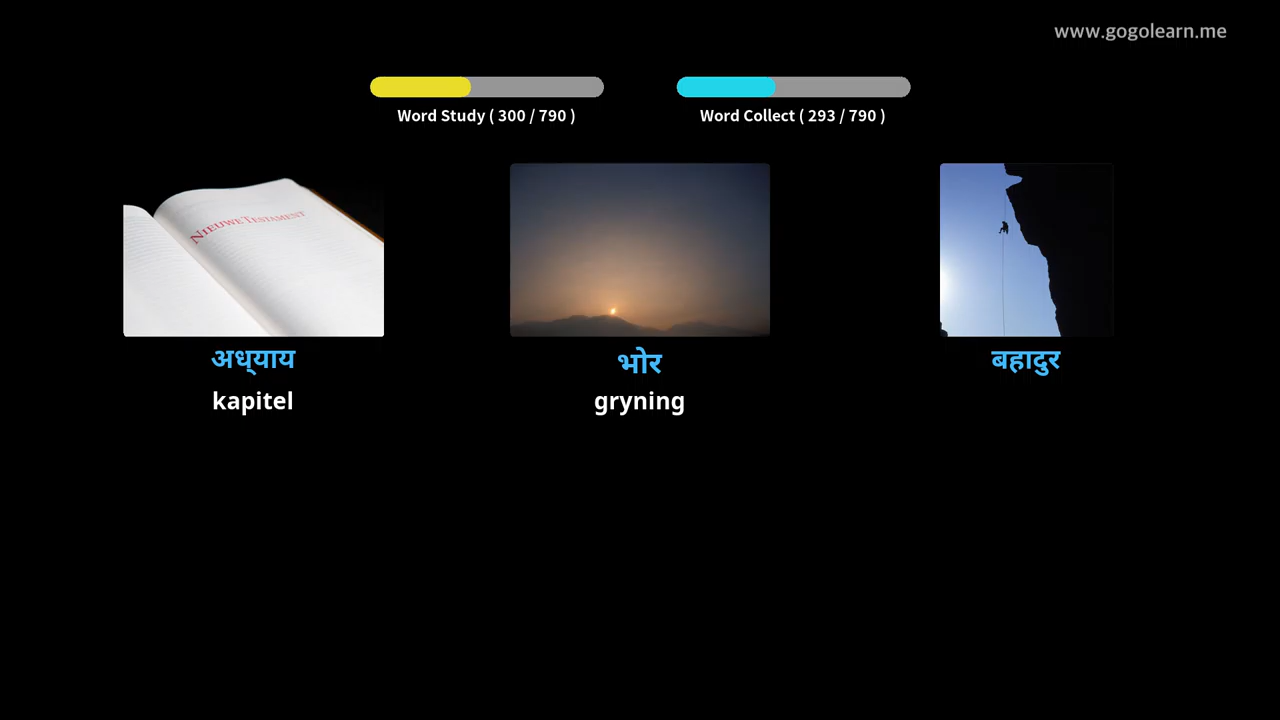 www.gogolearn.me
Word Study ( 300 / 790 )
Word Collect ( 293 / 790 )
NIEUWE TESTAMENT
अध्याय
भोर
बहादुर
kapitel
gryning